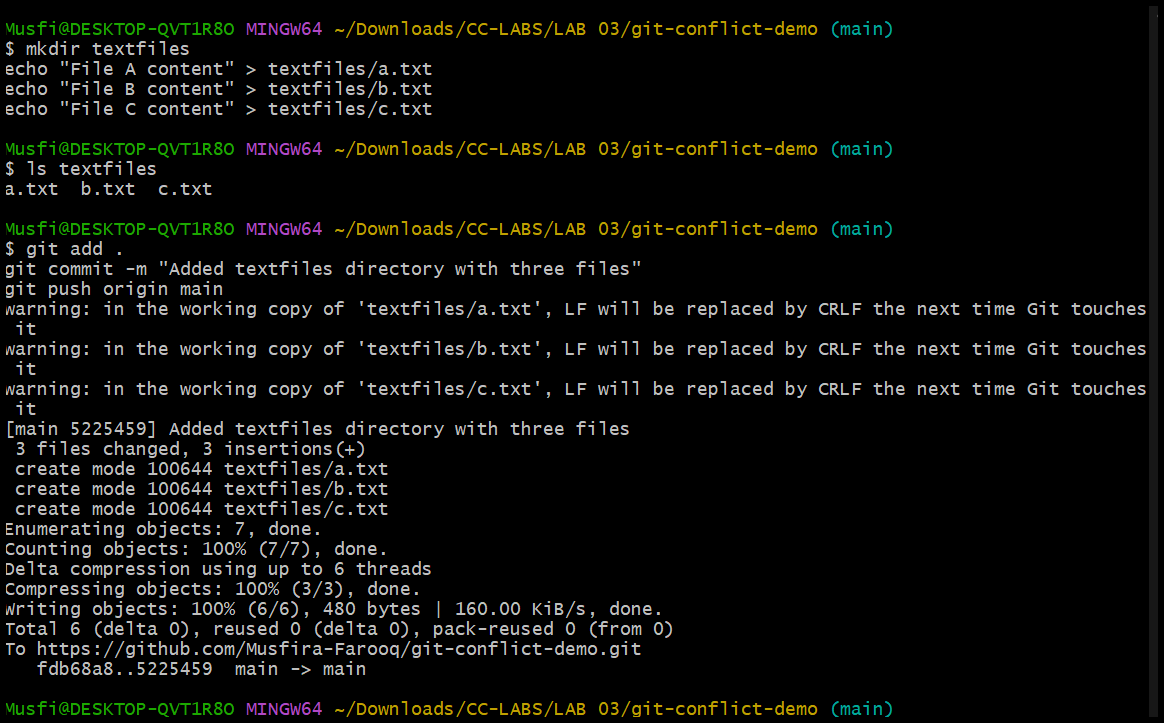 Musfi@DESKTOP-QVT1R8O MINGW64 ~/Downloads/CC-LABS/LAB 03/git-conflict-demo (main)
$ mkdir textfiles
echo "File A content" > textfiles/a.txt
echo "File B content" > textfiles/b.txt
echo "File C content" > textfiles/c.txt
Musfi@DESKTOP-QVT1R8O MINGW64 ~/Downloads/CC-LABS/LAB 03/git-conflict-demo (main)
$ ls textfiles
a.txt  b.txt  c.txt
Musfi@DESKTOP-QVT1R8O MINGW64 ~/Downloads/CC-LABS/LAB 03/git-conflict-demo (main)
$ git add .
git commit -m "Added textfiles directory with three files"
git push origin main
warning: in the working copy of 'textfiles/a.txt', LF will be replaced by CRLF the next time Git touches
 it
warning: in the working copy of 'textfiles/b.txt', LF will be replaced by CRLF the next time Git touches
 it
warning: in the working copy of 'textfiles/c.txt', LF will be replaced by CRLF the next time Git touches
 it
[main 5225459] Added textfiles directory with three files
 3 files changed, 3 insertions(+)
 create mode 100644 textfiles/a.txt
 create mode 100644 textfiles/b.txt
 create mode 100644 textfiles/c.txt
Enumerating objects: 7, done.
Counting objects: 100% (7/7), done.
Delta compression using up to 6 threads
Compressing objects: 100% (3/3), done.
Writing objects: 100% (6/6), 480 bytes | 160.00 KiB/s, done.
Total 6 (delta 0), reused 0 (delta 0), pack-reused 0 (from 0)
To https://github.com/Musfira-Farooq/git-conflict-demo.git
   fdb68a8..5225459  main -> main
Musfi@DESKTOP-QVT1R8O MINGW64 ~/Downloads/CC-LABS/LAB 03/git-conflict-demo (main)